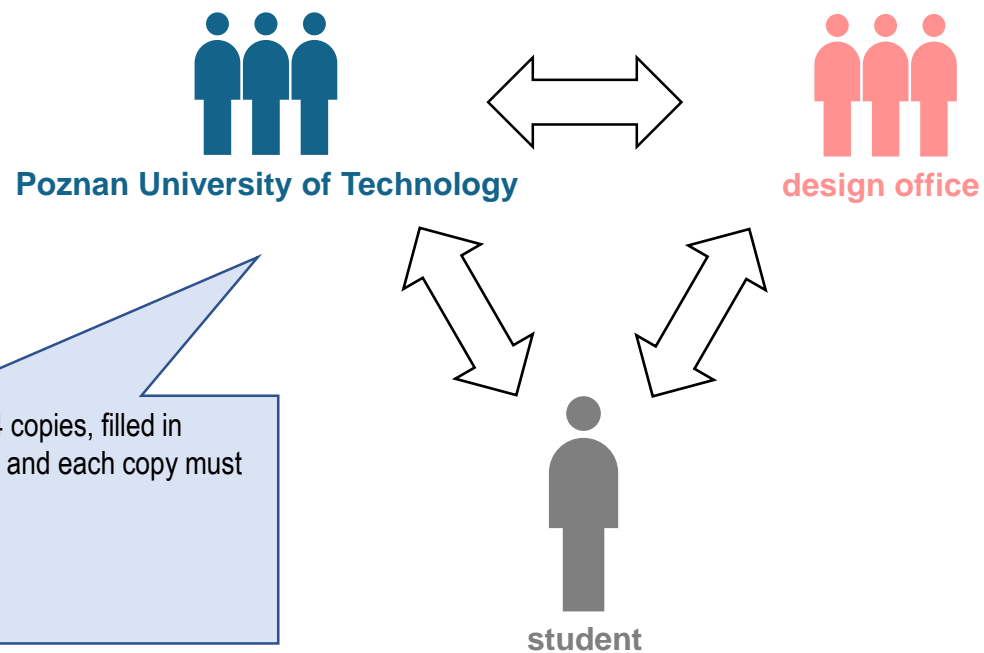 Poznan University of Technology
design office
copies, filled in
and each copy must
student